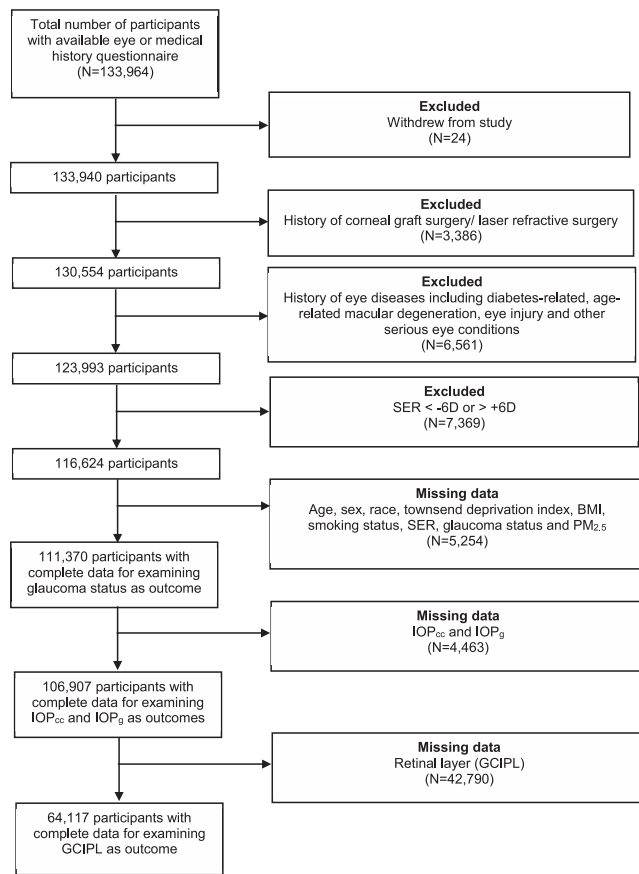 Total number of participants
with available eye or medical
history questionnaire
(N=133,964)
Excluded
Withdrew from study
(N=24)
133,940 participants
Excluded
History of corneal graft surgery/ laser refractive surgery
(N=3,386)
130,554 participants
Excluded
History of eye diseases including diabetes-related, age-
related macular degeneration, eye injury and other
serious eye conditions
(N=6,561)
123,993 participants
Excluded
SER < -6D or > +6D
(N=7,369)
116,624 participants
Missing data
Age, sex, race, townsend deprivation index, BMI,
smoking status, SER, glaucoma status and PM2.5
(N=5,254)
111,370 participants with
complete data for examining
glaucoma status as outcome
Missing data
IOPcc and IOPg
(N=4,463)
106,907 participants with
complete data for examining
IOPcc and IOPg as outcomes
Missing data
Retinal layer (GCIPL)
(N=42,790)
64,117 participants with
complete data for examining
GCIPL as outcome